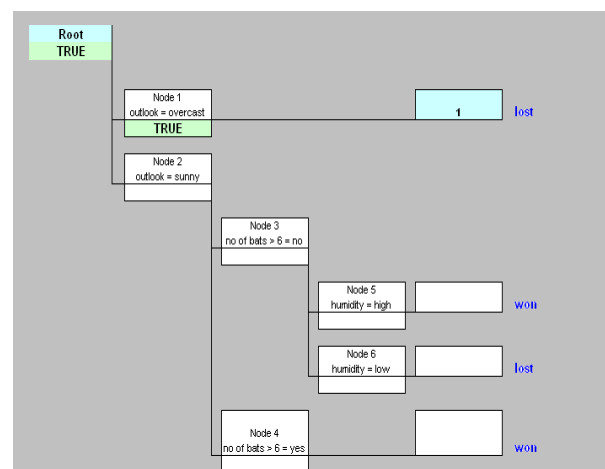 Root
TRUE
Node 1
outlook = overcast
TRUE
1
lost
Node 2
outlook = sunny
Node 3
no of bats > 6 = no
Node 5
humidity = high
won
Node 6
humidity = low
lost
Node 4
no of bats > 6 = yes
won